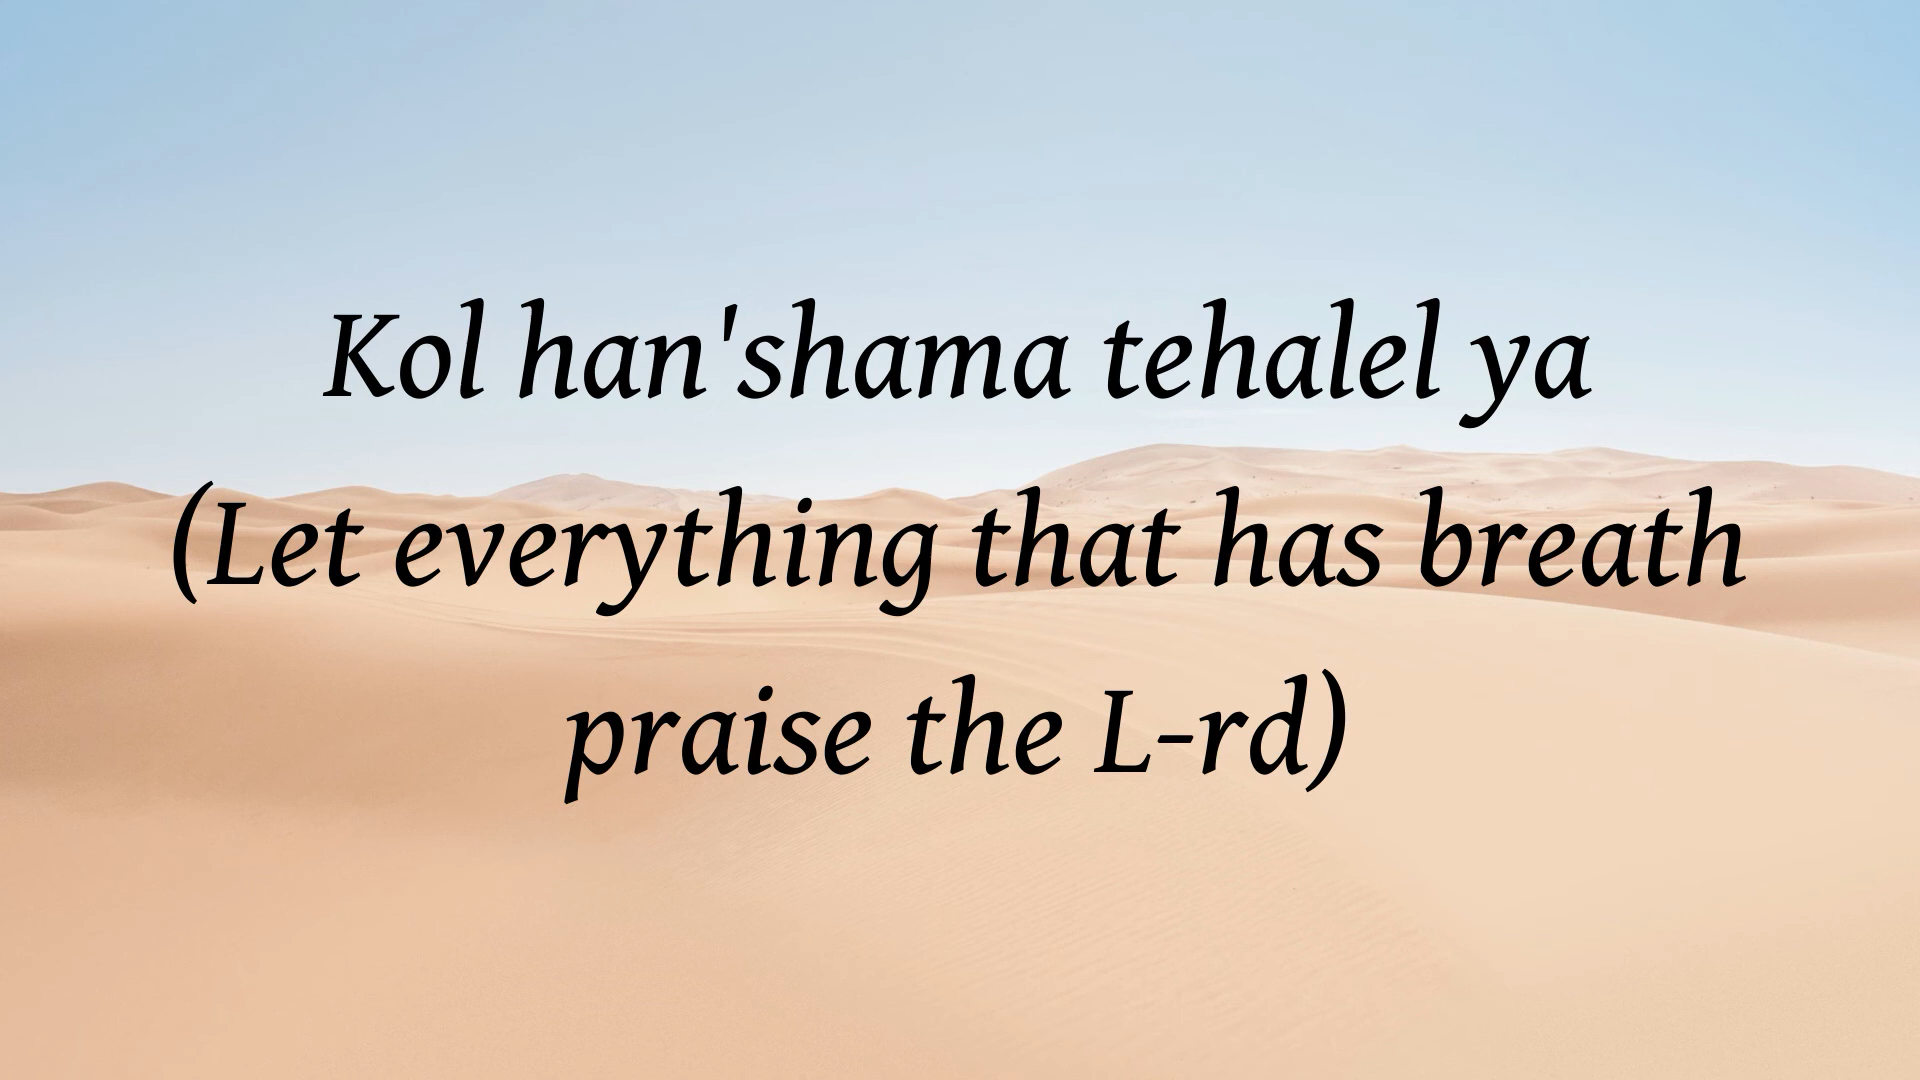 Kol han'shama tehalel ya
(Let everything that has breath
praise the L-rd)